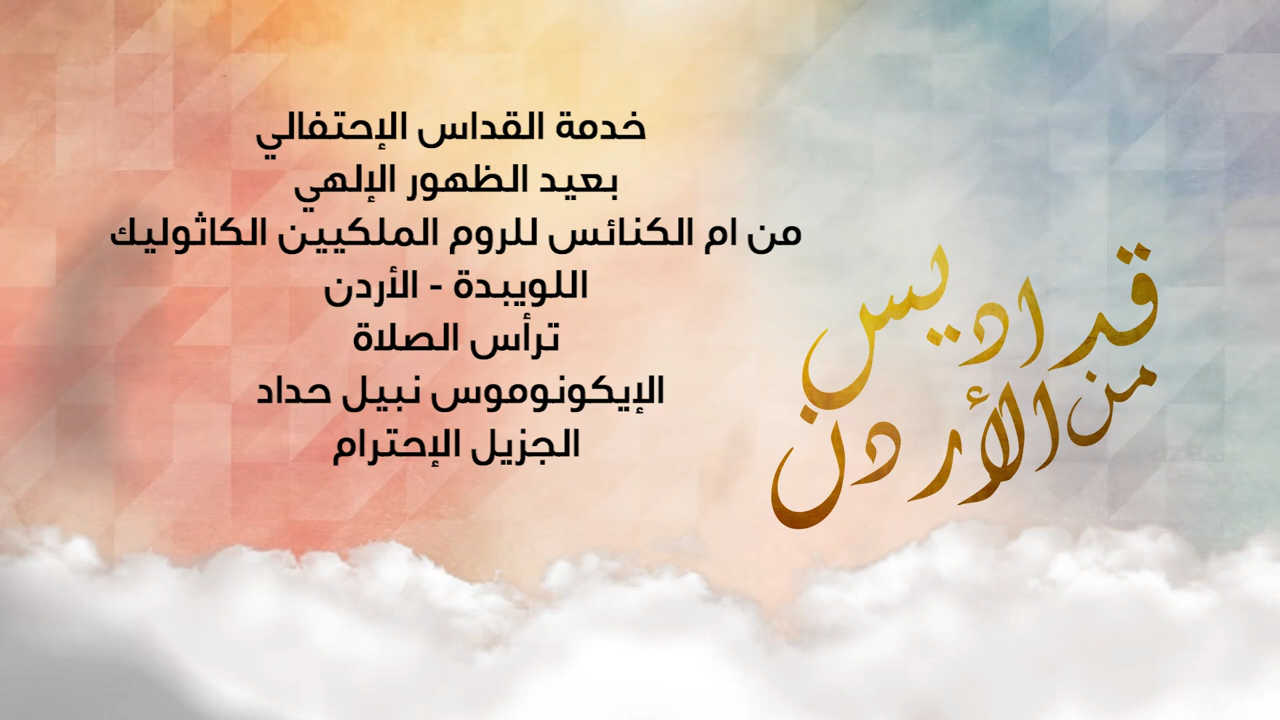 خدمة القداس الإحتفالي
بعيد الظهور الإلهي
من ام الكنائس للروم الملكيين الكاثوليك
اللويبدة - الأردن
ترأس الصلاة
الإيكونوموس نبيل حداد
الجزيل الإحترام
قداديس
من الأردن